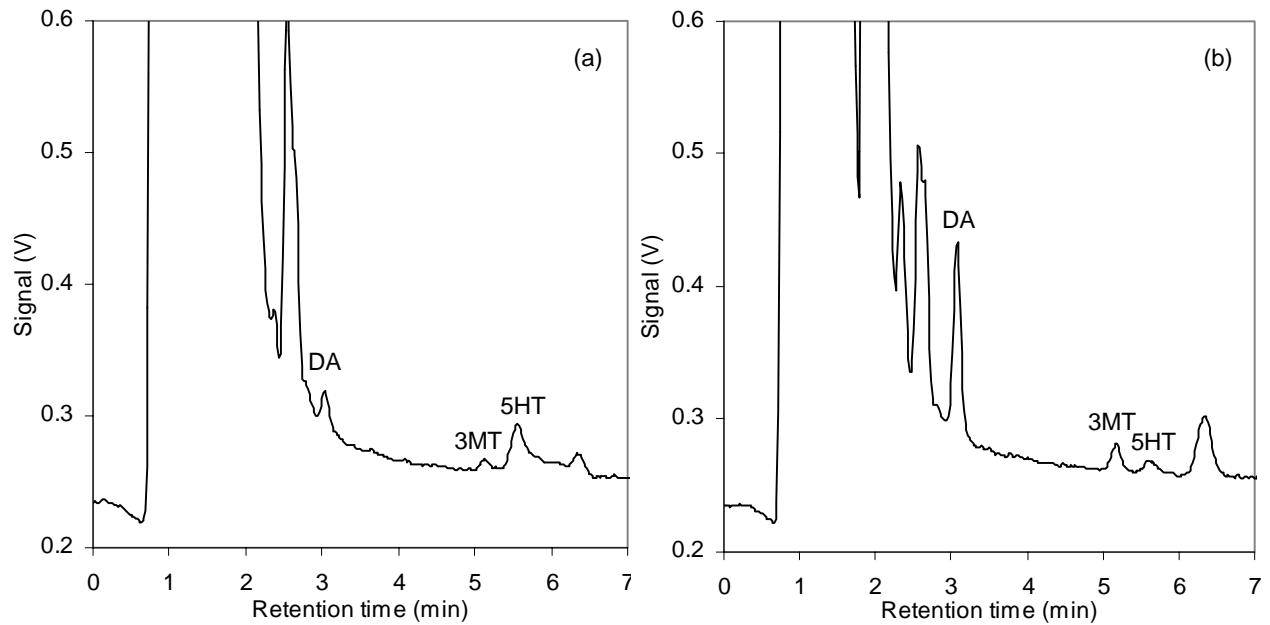 0.6
(a)
0.5
0.4
DA
0.3
5HT
3MT
0.2
0 1 2 3 4 5 6 7
Retention time (min)
Signal (V)
0.6
(b)
0.5
DA
0.4
0.3
3MT
5HT
0.2
0 1 2 3 4 5 6 7
Retention time (min)
Signal (V)